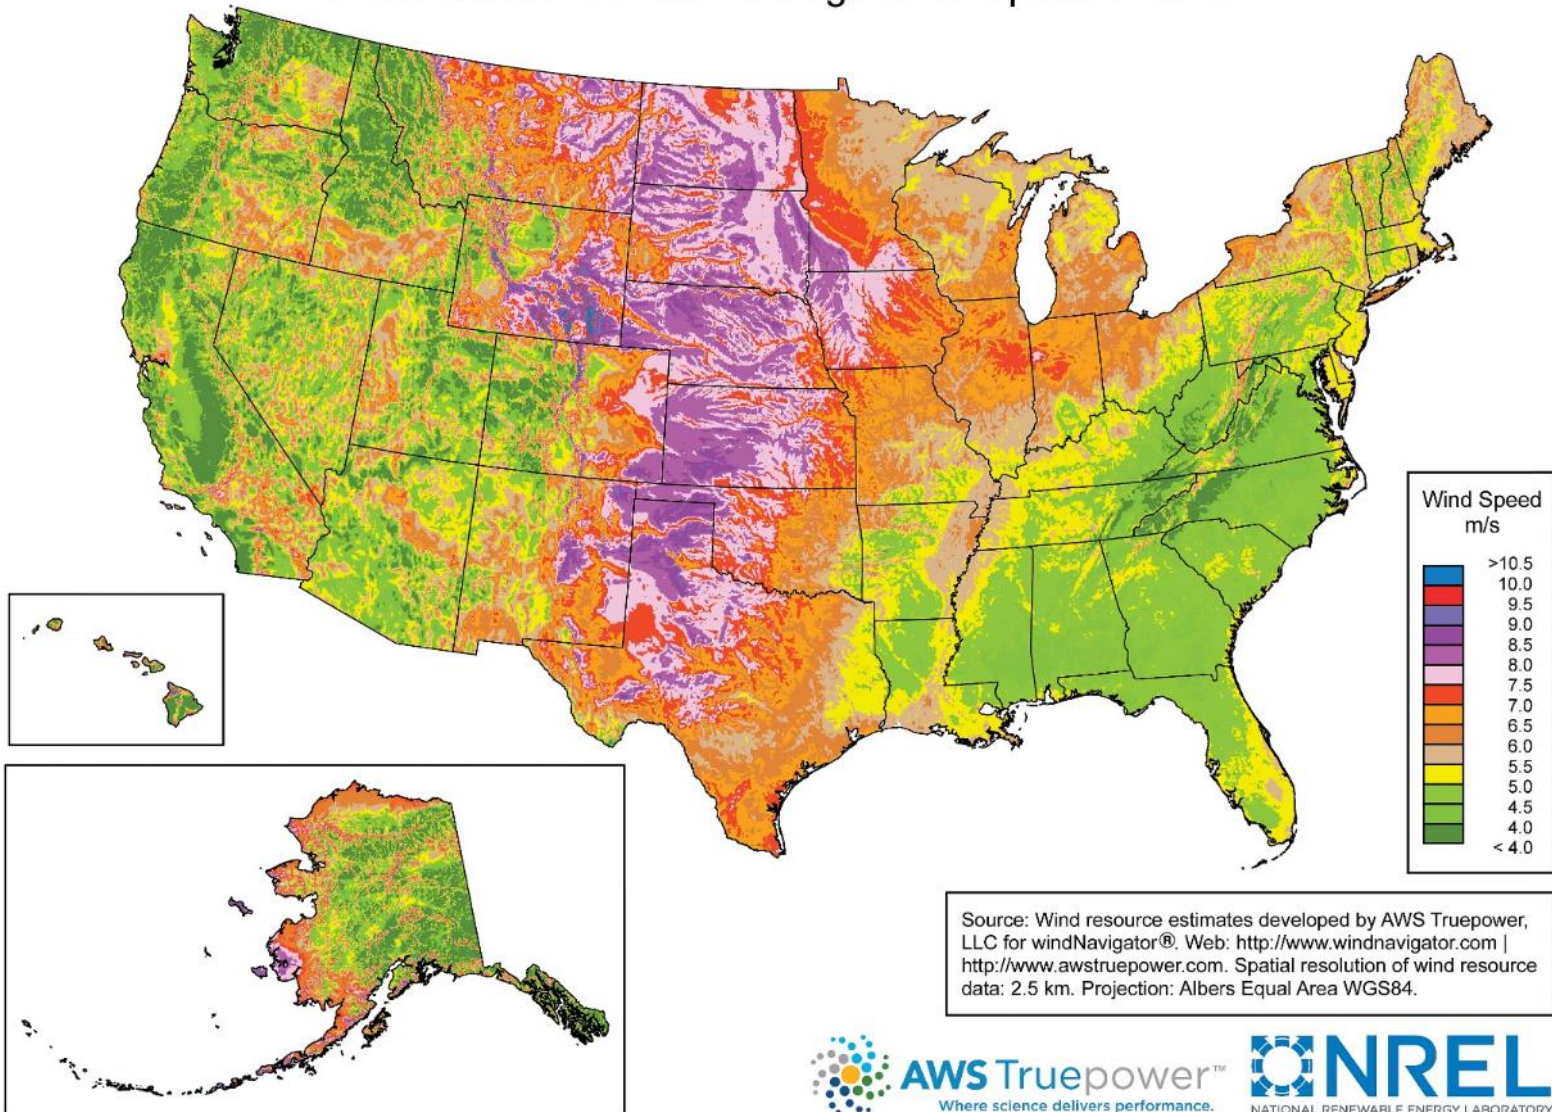 Wind Speed
m/s
>10.5
10.0
9.5
9.0
8.5
8.0
7.5
7.0
6.5
6.0
5.5
5.0
4.5
4.0
< 4.0
Source: Wind resource estimates developed by AWS Truepower,
LLC for windNavigator®. Web: http://www.windnavigator.com |
http://www.awstruepower.com. Spatial resolution of wind resource
data: 2.5 km. Projection: Albers Equal Area WGS84.
AWS Truepower™
Where science delivers performance.
NREL
NATIONAL RENEWABLE ENERGY LABORATORY